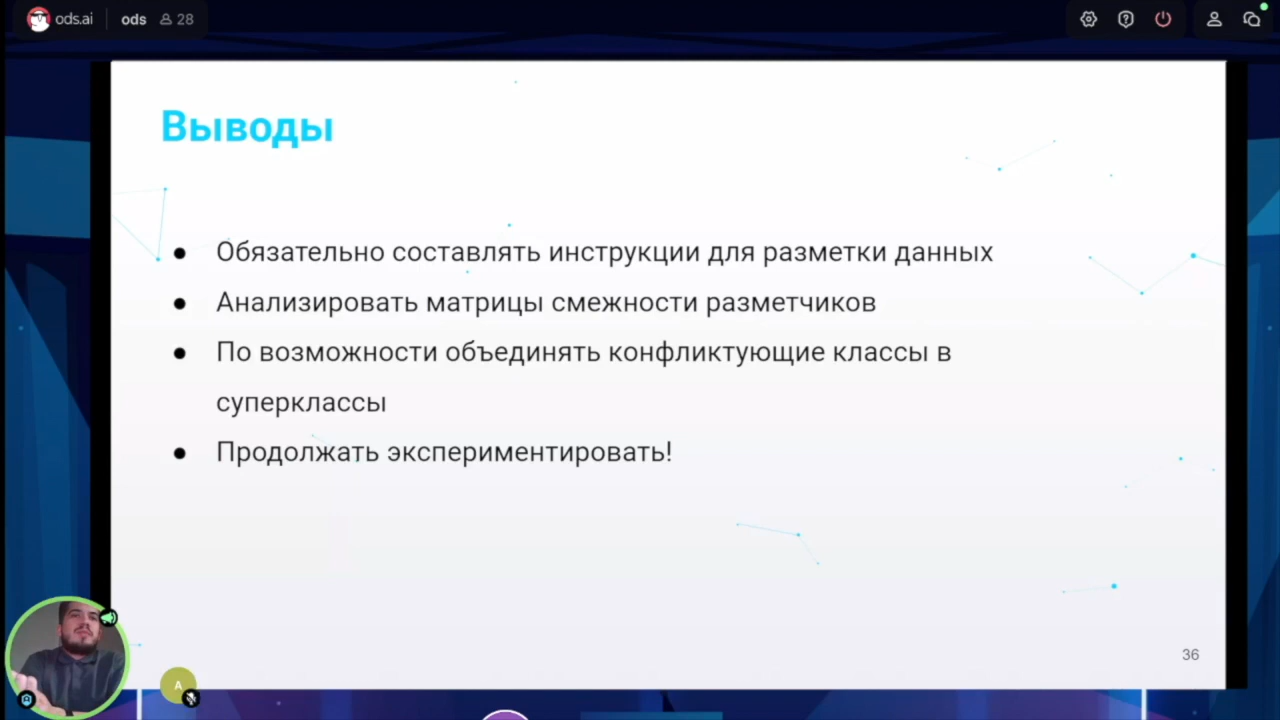 ods.ai
ods
28
Выводы
● Обязательно составлять инструкции для разметки данных
● Анализировать матрицы смежности разметчиков
● По возможности объединять конфликтующие классы в
суперклассы
● Продолжать экспериментировать!
36
A